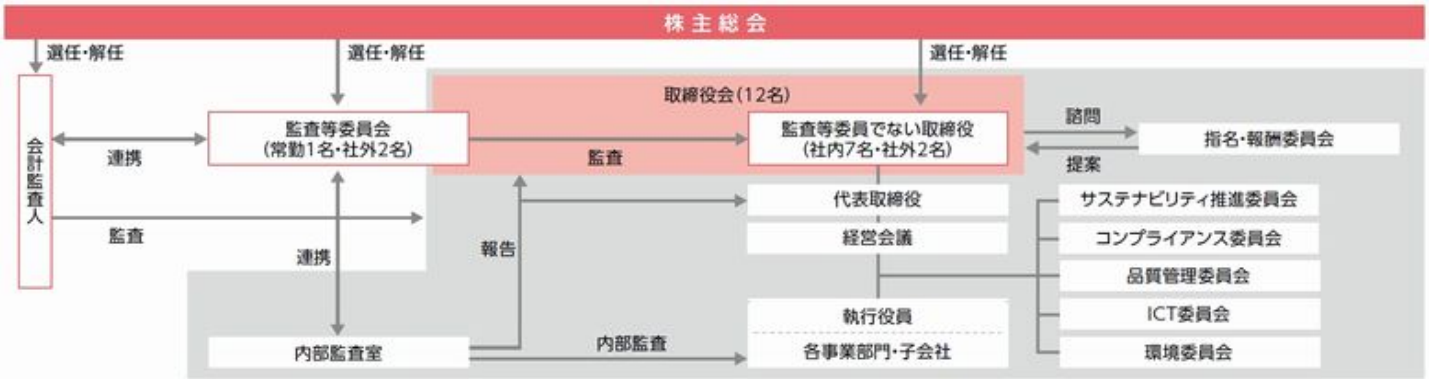 株主総会
選任・解任
選任・解任
選任・解任
取締役会(12名)
会計監査人
連携
監査
監査等委員会
(常勤1名・社外2名)
監査
監査等委員でない取締役
(社内7名・社外2名)
諮問
提案
指名・報酬委員会
代表取締役
経営会議
報告
連携
サステナビリティ推進委員会
コンプライアンス委員会
品質管理委員会
ICT委員会
環境委員会
執行役員
各事業部門・子会社
内部監査室
内部監査